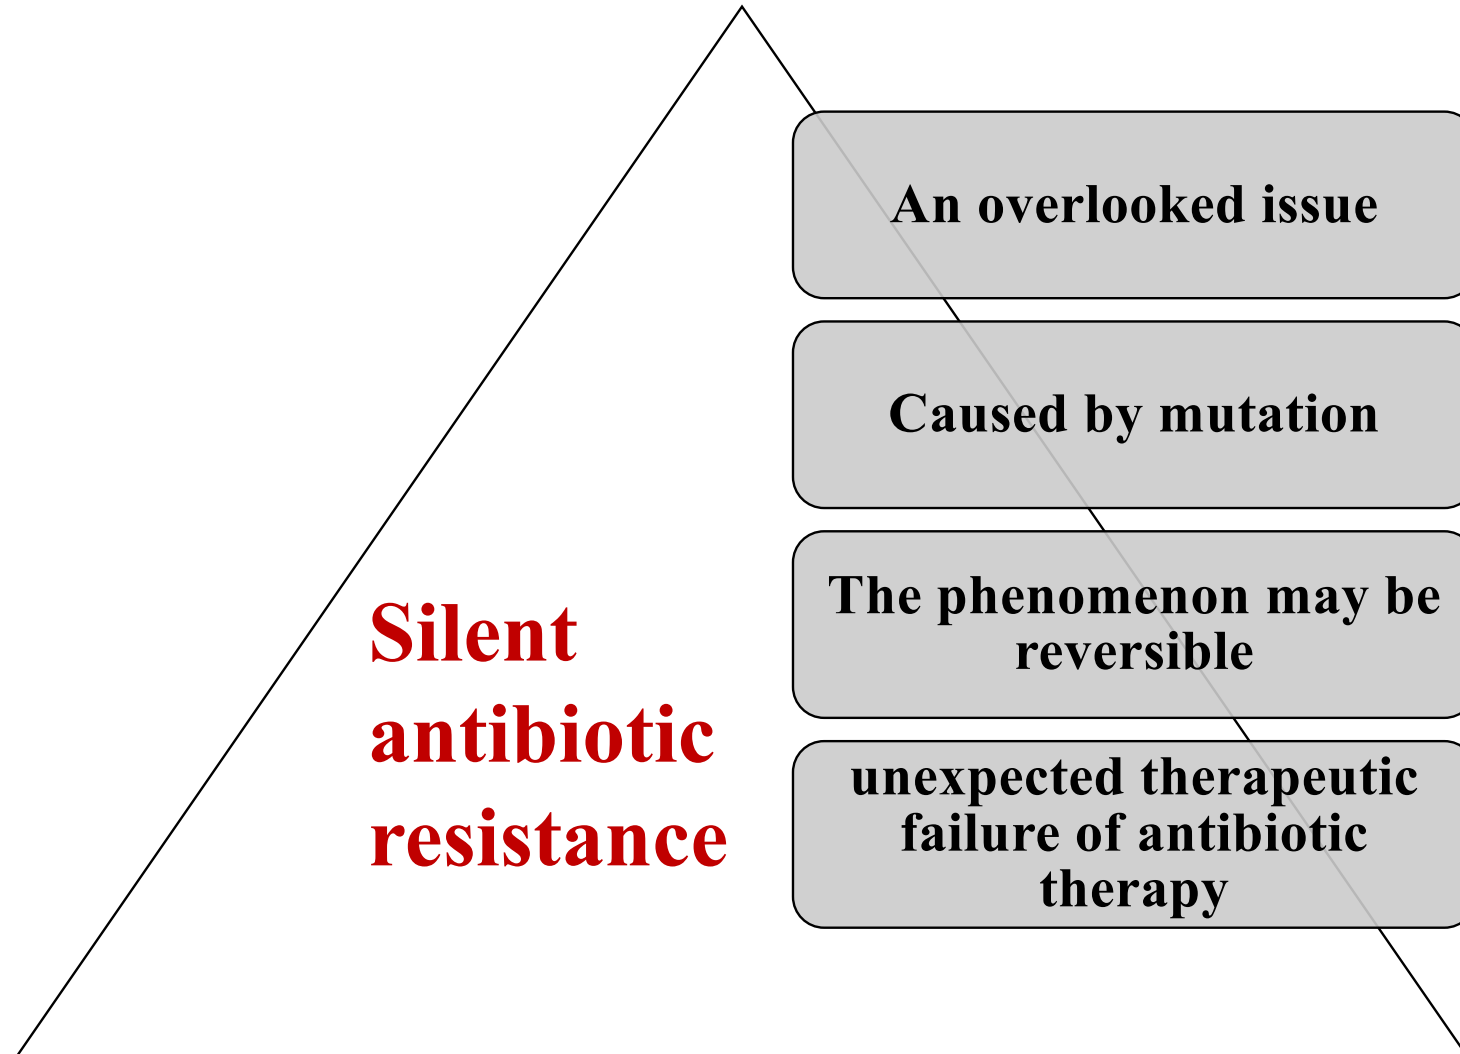 An overlooked issue
Caused by mutation
The phenomenon may be
reversible
unexpected therapeutic
failure of antibiotic
therapy
Silent
antibiotic
resistance